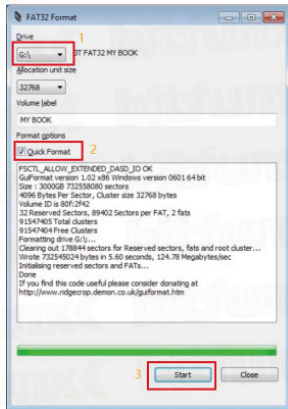 FAT32 Format
Drive
1
G:\
ST FAT32 MY BOOK
Allocation unit size
32768
Volume label
MY BOOK
Format options
2
Quick Format
FSCTL_ALLOW_EXTENDED_DASD_IO OK
GuiFormat version 1.02 x86 Windows version 0601 64 bit
Size : 3000GB 732558080 sectors
4096 Bytes Per Sector, Cluster size 32768 bytes
Volume ID is 80f:2f42
32 Reserved Sectors, 89402 Sectors per FAT, 2 fats
91547405 Total clusters
91547404 Free Clusters
Formatting drive G:\...
Clearing out 178844 sectors for Reserved sectors, fats and root cluster...
Wrote 732545024 bytes in 5.60 seconds, 124.78 Megabytes/sec
Initialising reserved sectors and FATs...
Done
If you find this code useful please consider donating at
http://www.ridgecrop.demon.co.uk/guiformat.htm
3
Start
Close